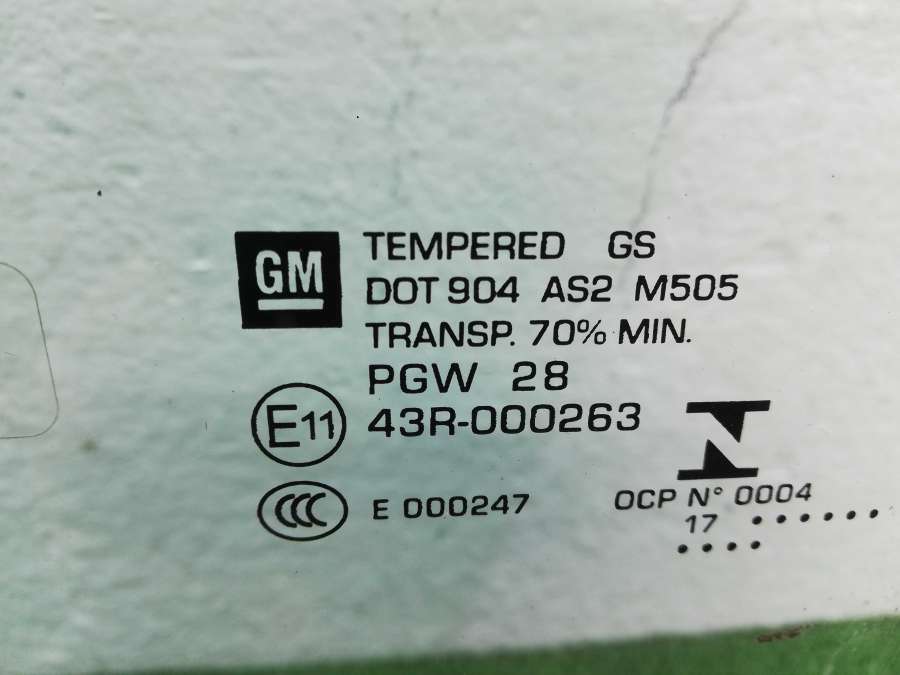 GM
TEMPERED GS
DOT 904 AS2 M505
TRANSP. 70% MIN.
PGW 28
E11 43R-000263
CCC E 000247
OCP N° 0004
17 ......
....